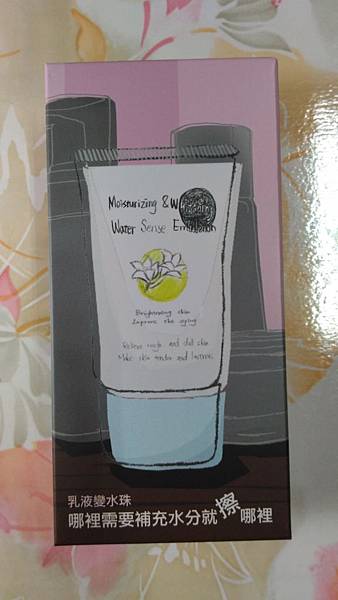 Moisturizing & W
Water Sense Emulsion
Brightening skin
Improve the aging
Relieve rough and dull skin
Make skin tender and lustrous
乳液變水珠
哪裡需要補充水分就擦哪裡